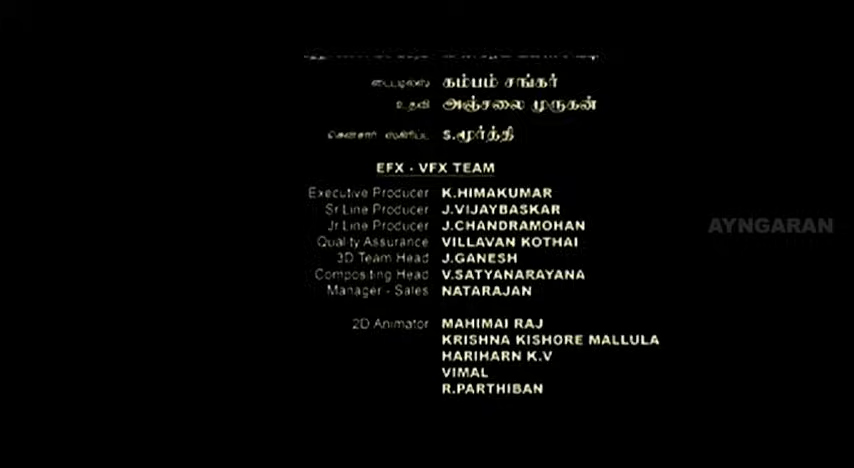 டைட்டில்ஸ் கம்பம் சங்கர்
உதவி அஞ்சலை முருகன்
சென்சார் ஸ்கிரிப்ட் S.மூர்த்தி
EFX - VFX TEAM
Executive Producer K.HIMAKUMAR
Sr Line Producer J.VIJAYBASKAR
Jr Line Producer J.CHANDRAMOHAN
Quality Assurance VILLAVAN KOTHAI
3D Team Head J.GANESH
Compositing Head V.SATYANARAYANA
Manager - Sales NATARAJAN
2D Animator MAHIMAI RAJ
KRISHNA KISHORE MALLULA
HARIHARN K.V
VIMAL
R.PARTHIBAN
AYNGARAN